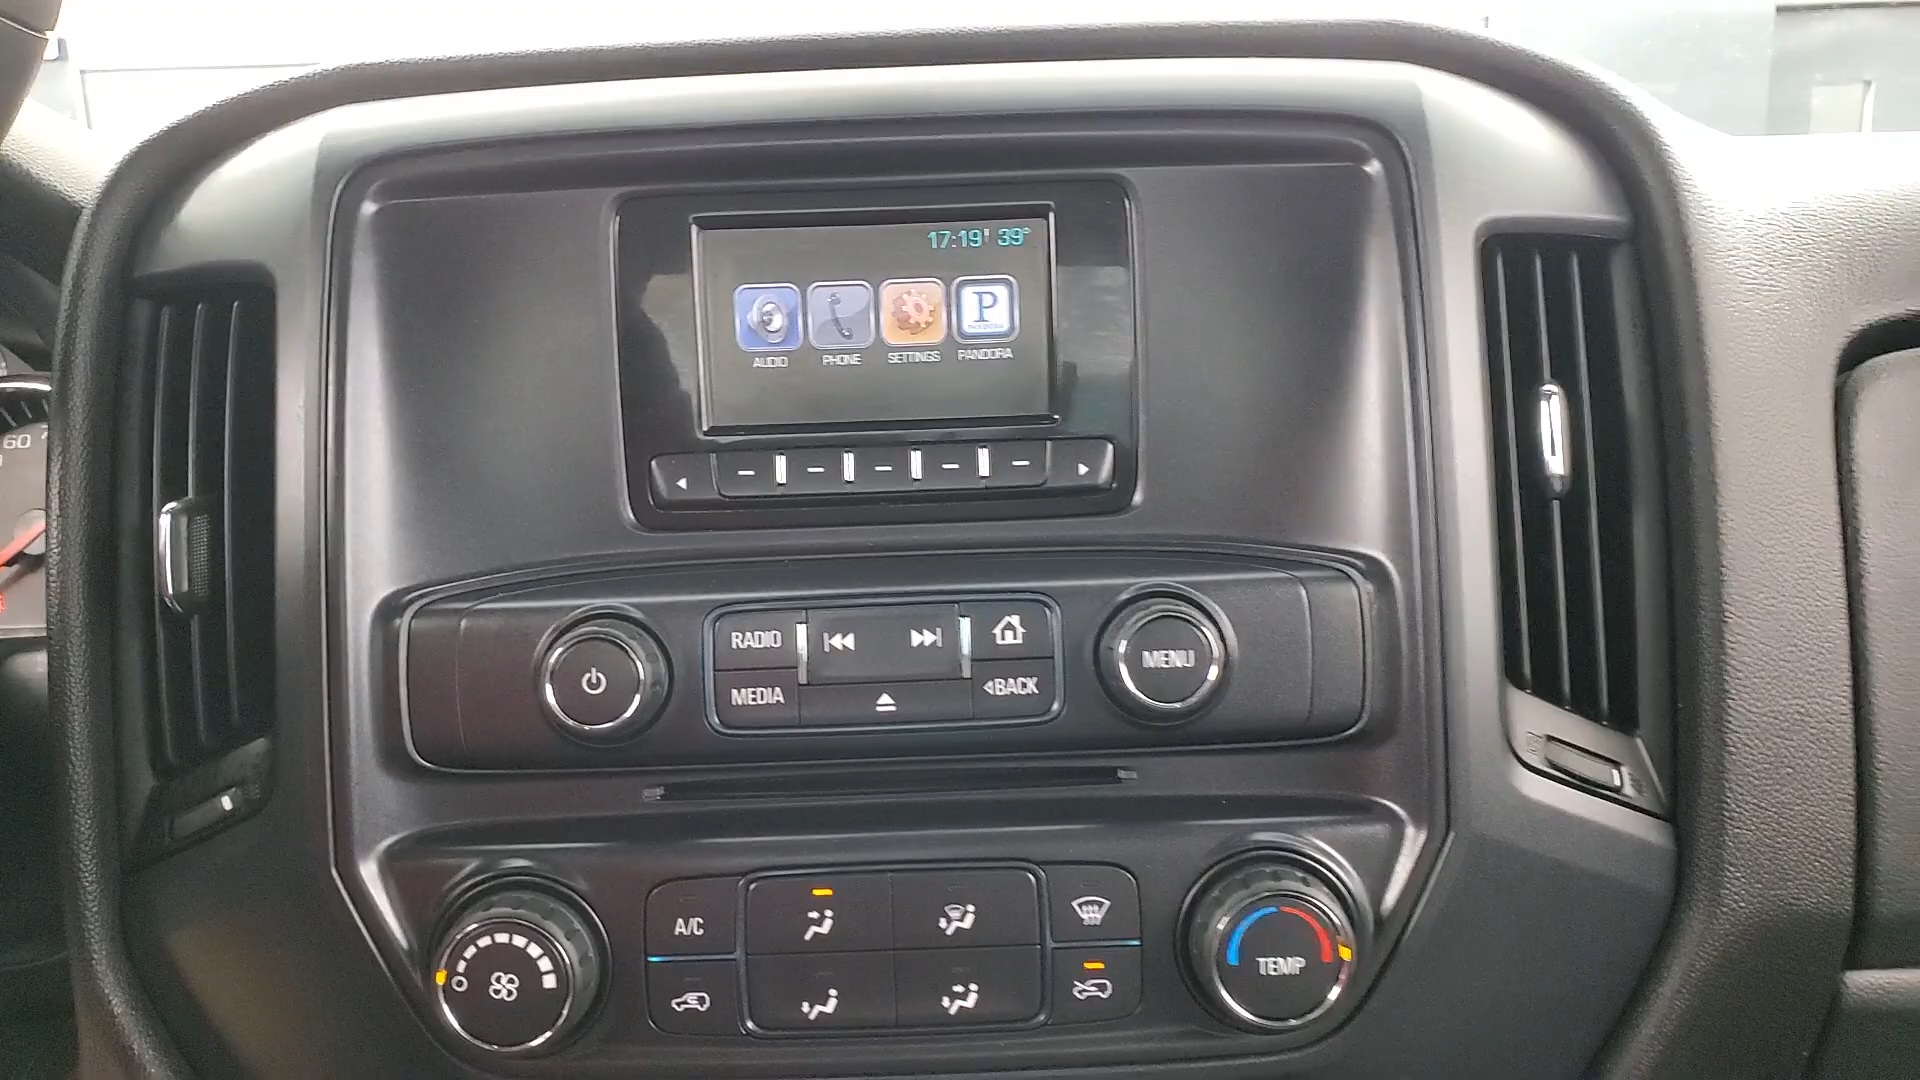 17:19 39°
AUDIO PHONE SETTINGS PANDORA
60
RADIO
MEDIA
BACK
MENU
A/C
TEMP